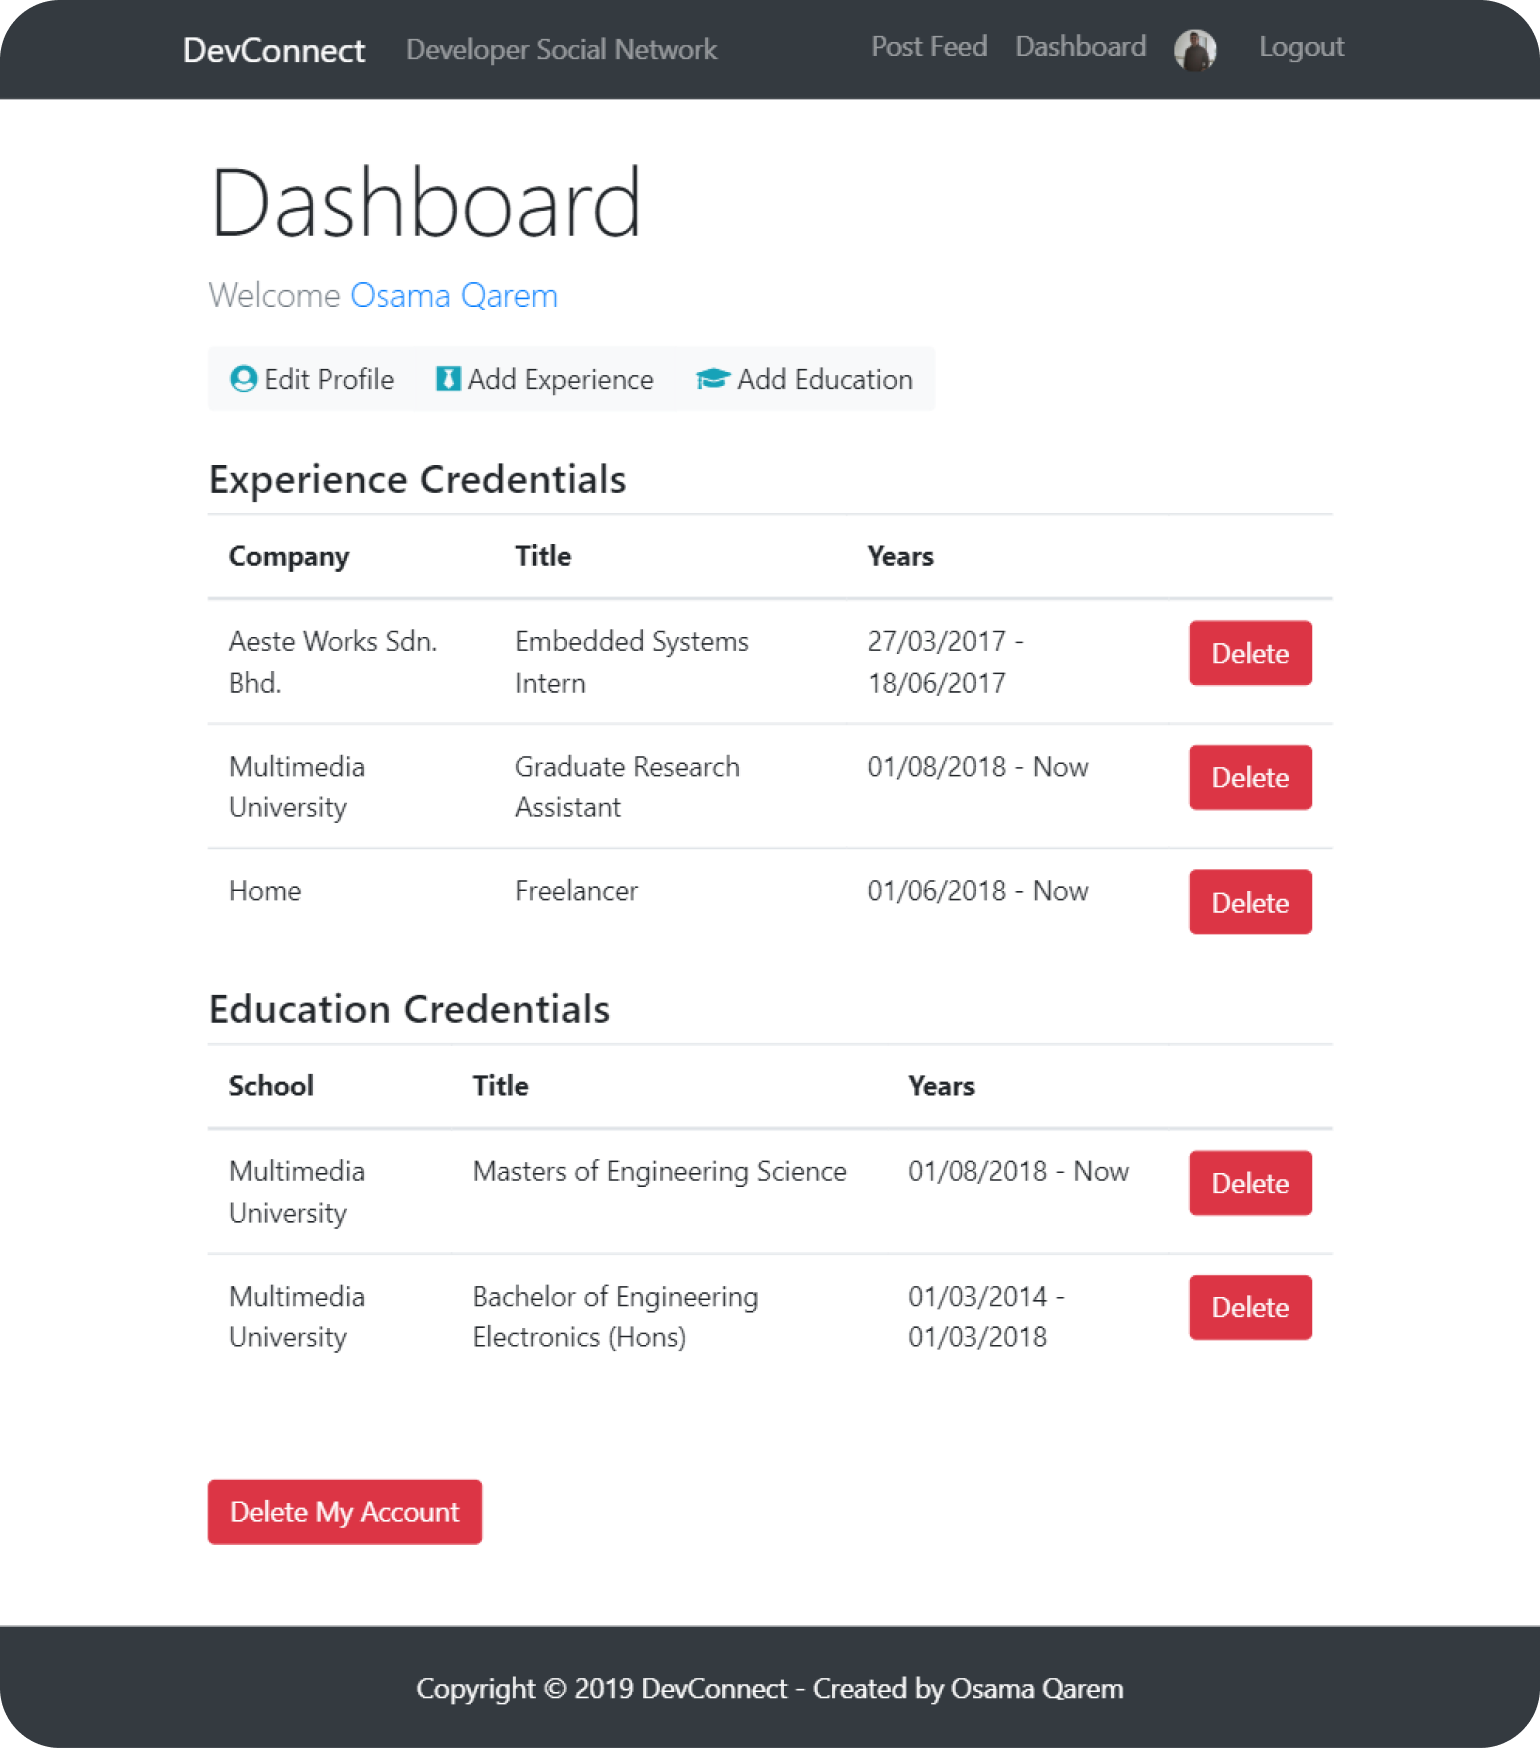 DevConnect Developer Social Network Post Feed Dashboard Logout
Dashboard
Welcome Osama Qarem
Edit Profile Add Experience Add Education
Experience Credentials
Company Title Years
Aeste Works Sdn. Embedded Systems 27/03/2017 - Delete
Bhd. Intern 18/06/2017
Multimedia Graduate Research 01/08/2018 - Now Delete
University Assistant
Home Freelancer 01/06/2018 - Now Delete
Education Credentials
School Title Years
Multimedia Masters of Engineering Science 01/08/2018 - Now Delete
University
Multimedia Bachelor of Engineering 01/03/2014 - Delete
University Electronics (Hons) 01/03/2018
Delete My Account
Copyright © 2019 DevConnect - Created by Osama Qarem